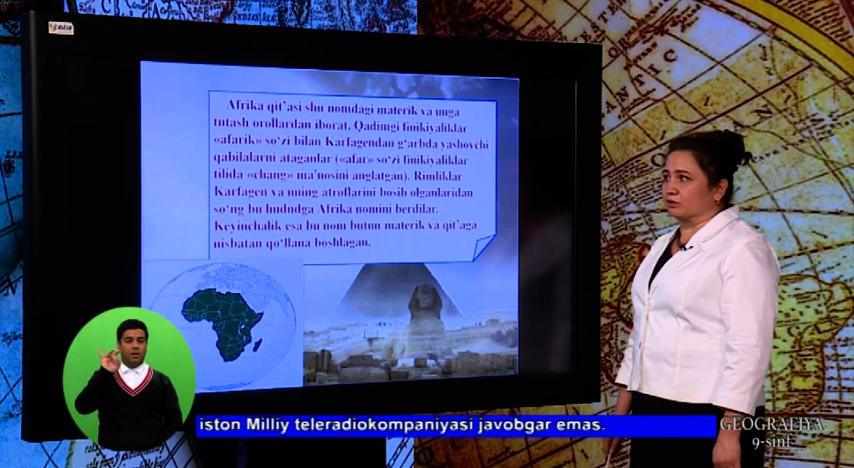 Afrika qit’asi shu nomdagi materik va unga
tutash orollardan iborat. Qadimgi finikiyaliklar
«afarik» so‘zi bilan Karfagendan g‘arbda yashovchi
qabilalarni ataganlar («afar» so‘zi finikiyaliklar
tilida «chang» ma’nosini anglatgan). Rimliklar
Karfagen va uning atroflarini bosib olganlaridan
so‘ng bu hududga Afrika nomini berdilar.
Keyinchalik esa bu nom butun materik va qit’aga
nisbatan qo‘llana boshlagan.
iston Milliy teleradiokompaniyasi javobgar emas.
GEOGRAFIYA
9-sinf